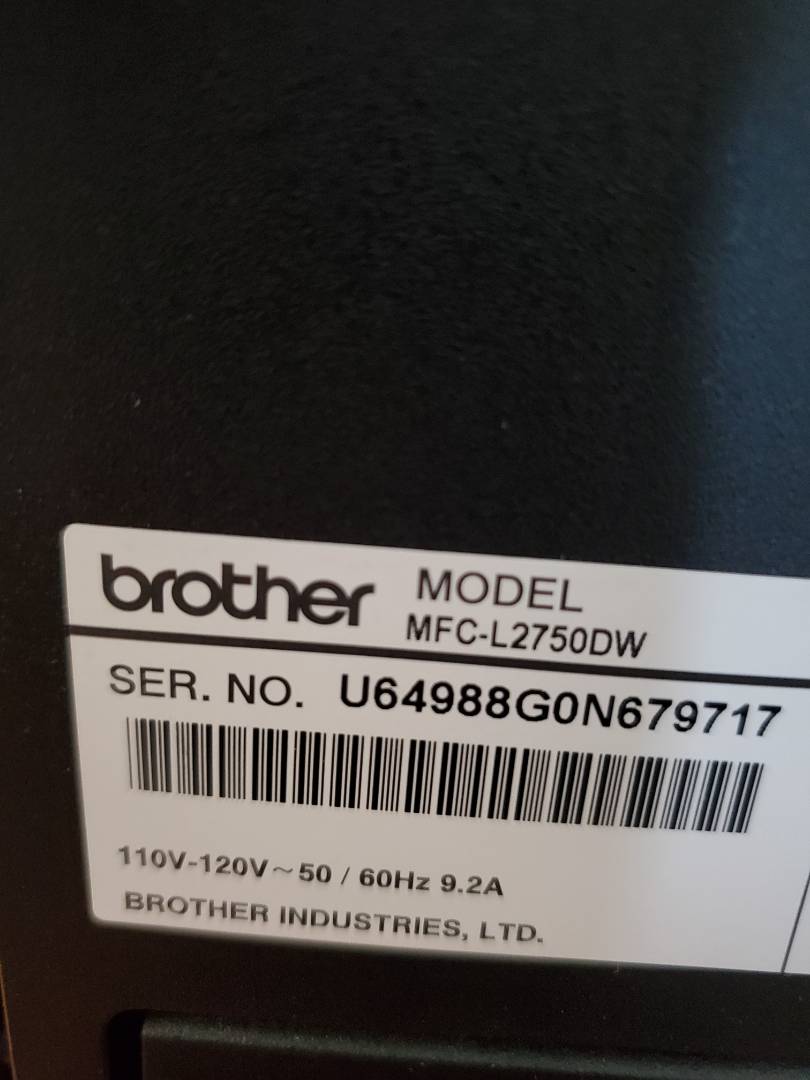 brother MODEL
MFC-L2750DW
SER. NO. U64988G0N679717
110V-120V～50 / 60Hz 9.2A
BROTHER INDUSTRIES, LTD.